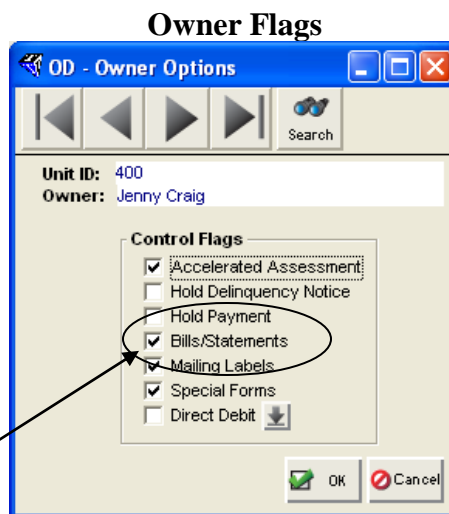 Owner Flags
OD - Owner Options
Search
Unit ID: 400
Owner: Jenny Craig
Control Flags
Accelerated Assessment
Hold Delinquency Notice
Hold Payment
Bills/Statements
Mailing Labels
Special Forms
Direct Debit
OK Cancel